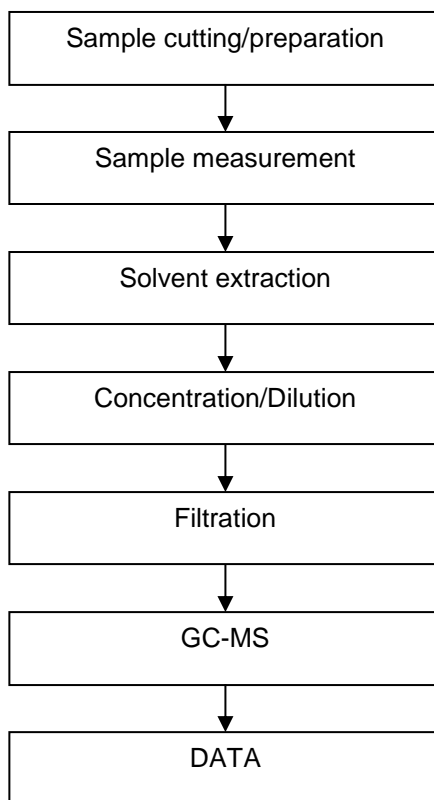 Sample cutting/preparation
Sample measurement
Solvent extraction
Concentration/Dilution
Filtration
GC-MS
DATA